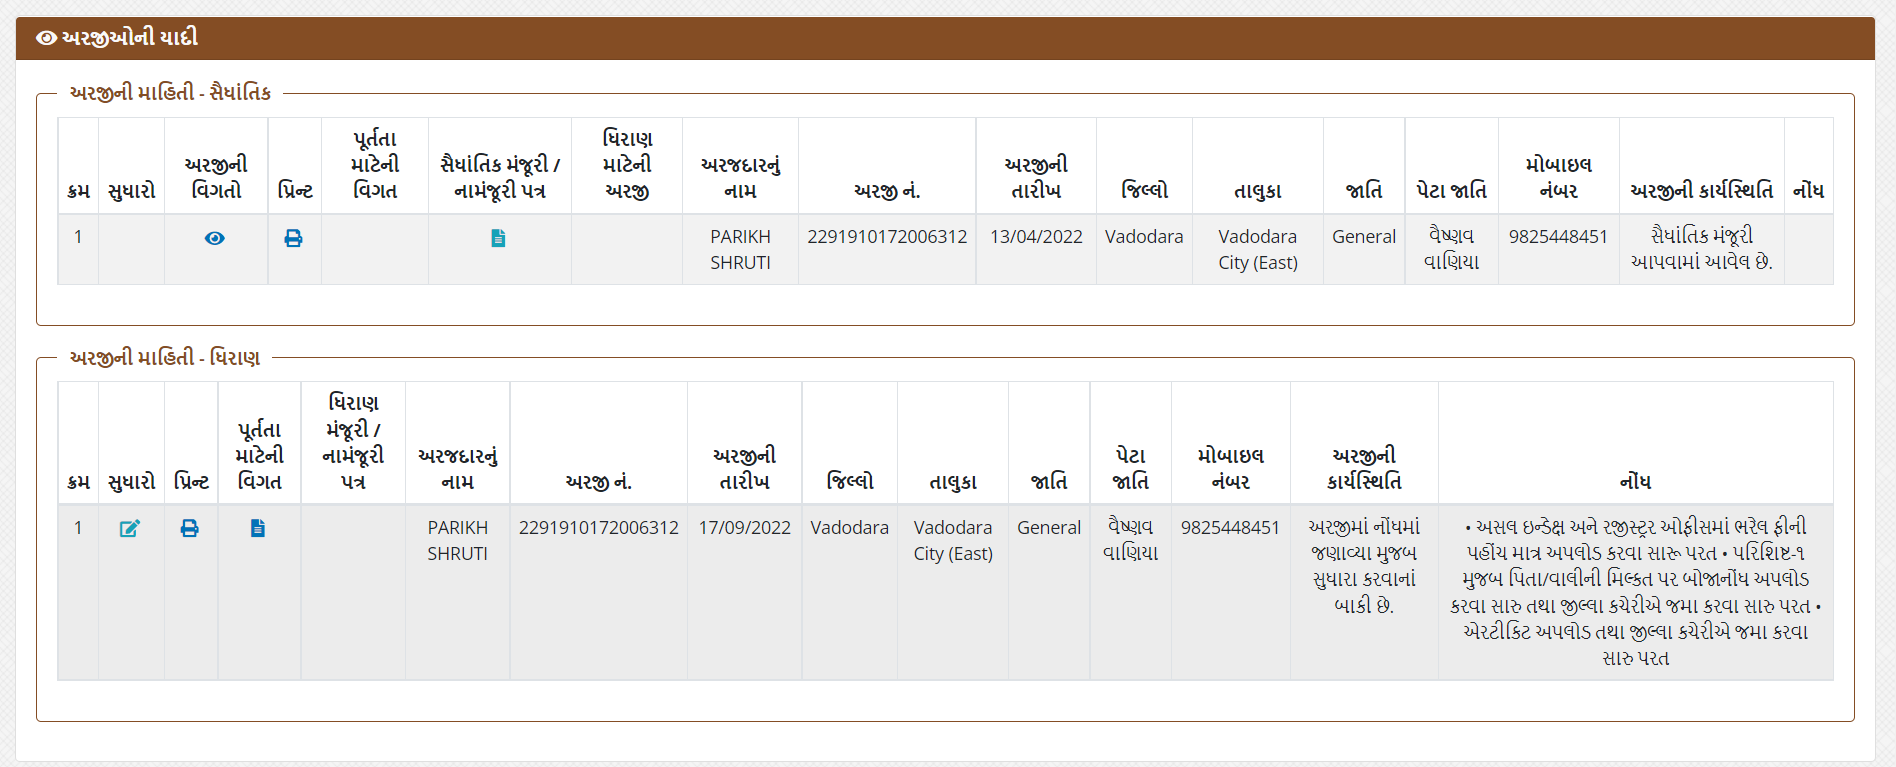 અરજીઓની યાદી
અરજીની માહિતી - સૈધાંતિક
ક્રમ સુધારો અરજીની વિગતો પ્રિન્ટ પૂર્તતા માટેની વિગત સૈધાંતિક મંજૂરી / નામંજૂરી પત્ર ધિરાણ માટેની અરજી અરજદારનું નામ અરજી નં. અરજીની તારીખ જિલ્લો તાલુકા જાતિ પેટા જાતિ મોબાઇલ નંબર અરજીની કાર્યસ્થિતિ નોંધ
1 PARIKH SHRUTI 2291910172006312 13/04/2022 Vadodara Vadodara City (East) General વૈષ્ણવ વાણિયા 9825448451 સૈધાંતિક મંજૂરી આપવામાં આવેલ છે.
અરજીની માહિતી - ધિરાણ
ક્રમ સુધારો પ્રિન્ટ પૂર્તતા માટેની વિગત ધિરાણ મંજૂરી / નામંજૂરી પત્ર અરજદારનું નામ અરજી નં. અરજીની તારીખ જિલ્લો તાલુકા જાતિ પેટા જાતિ મોબાઇલ નંબર અરજીની કાર્યસ્થિતિ નોંધ
1 PARIKH SHRUTI 2291910172006312 17/09/2022 Vadodara Vadodara City (East) General વૈષ્ણવ વાણિયા 9825448451 અરજીમાં નોંધમાં જણાવ્યા મુજબ સુધારા કરવાનાં બાકી છે.
• અસલ ઇન્ડેક્ષ અને રજીસ્ટ્રર ઓફીસમાં ભરેલ ફીની
પહોંચ માત્ર અપલોડ કરવા સારૂ પરત • પરિશિષ્ટ-૧
મુજબ પિતા/વાલીની મિલ્કત પર બોજાનોંધ અપલોડ
કરવા સારુ તથા જીલ્લા કચેરીએ જમા કરવા સારુ પરત •
એરટીકિટ અપલોડ તથા જીલ્લા કચેરીએ જમા કરવા
સારુ પરત